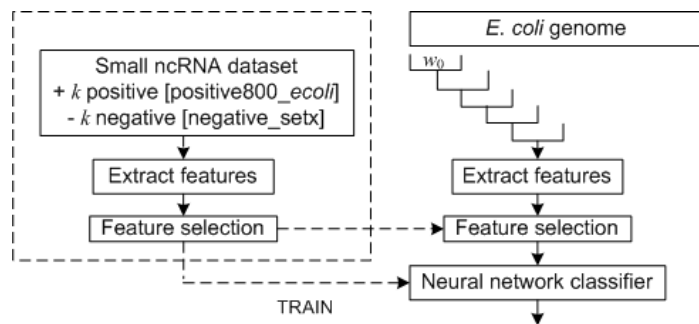 Small ncRNA dataset
+ k positive [positive800_ecoli]
- k negative [negative_setx]
Extract features
Feature selection
TRAIN
E. coli genome
w0
Extract features
Feature selection
Neural network classifier